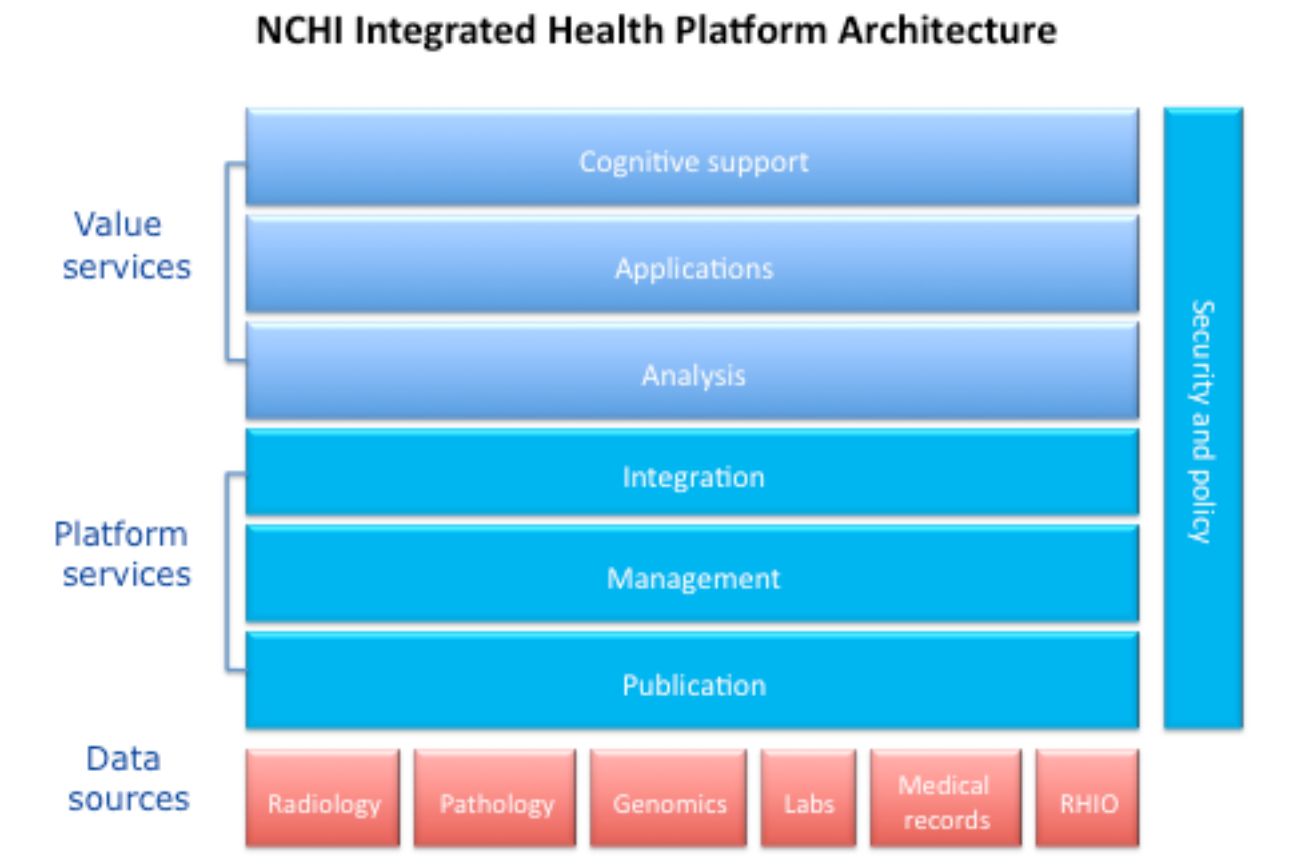 NCHI Integrated Health Platform Architecture
Value
services
Cognitive support
Applications
Analysis
Platform
services
Integration
Management
Publication
Security and policy
Data
sources
Radiology
Pathology
Genomics
Labs
Medical
records
RHIO